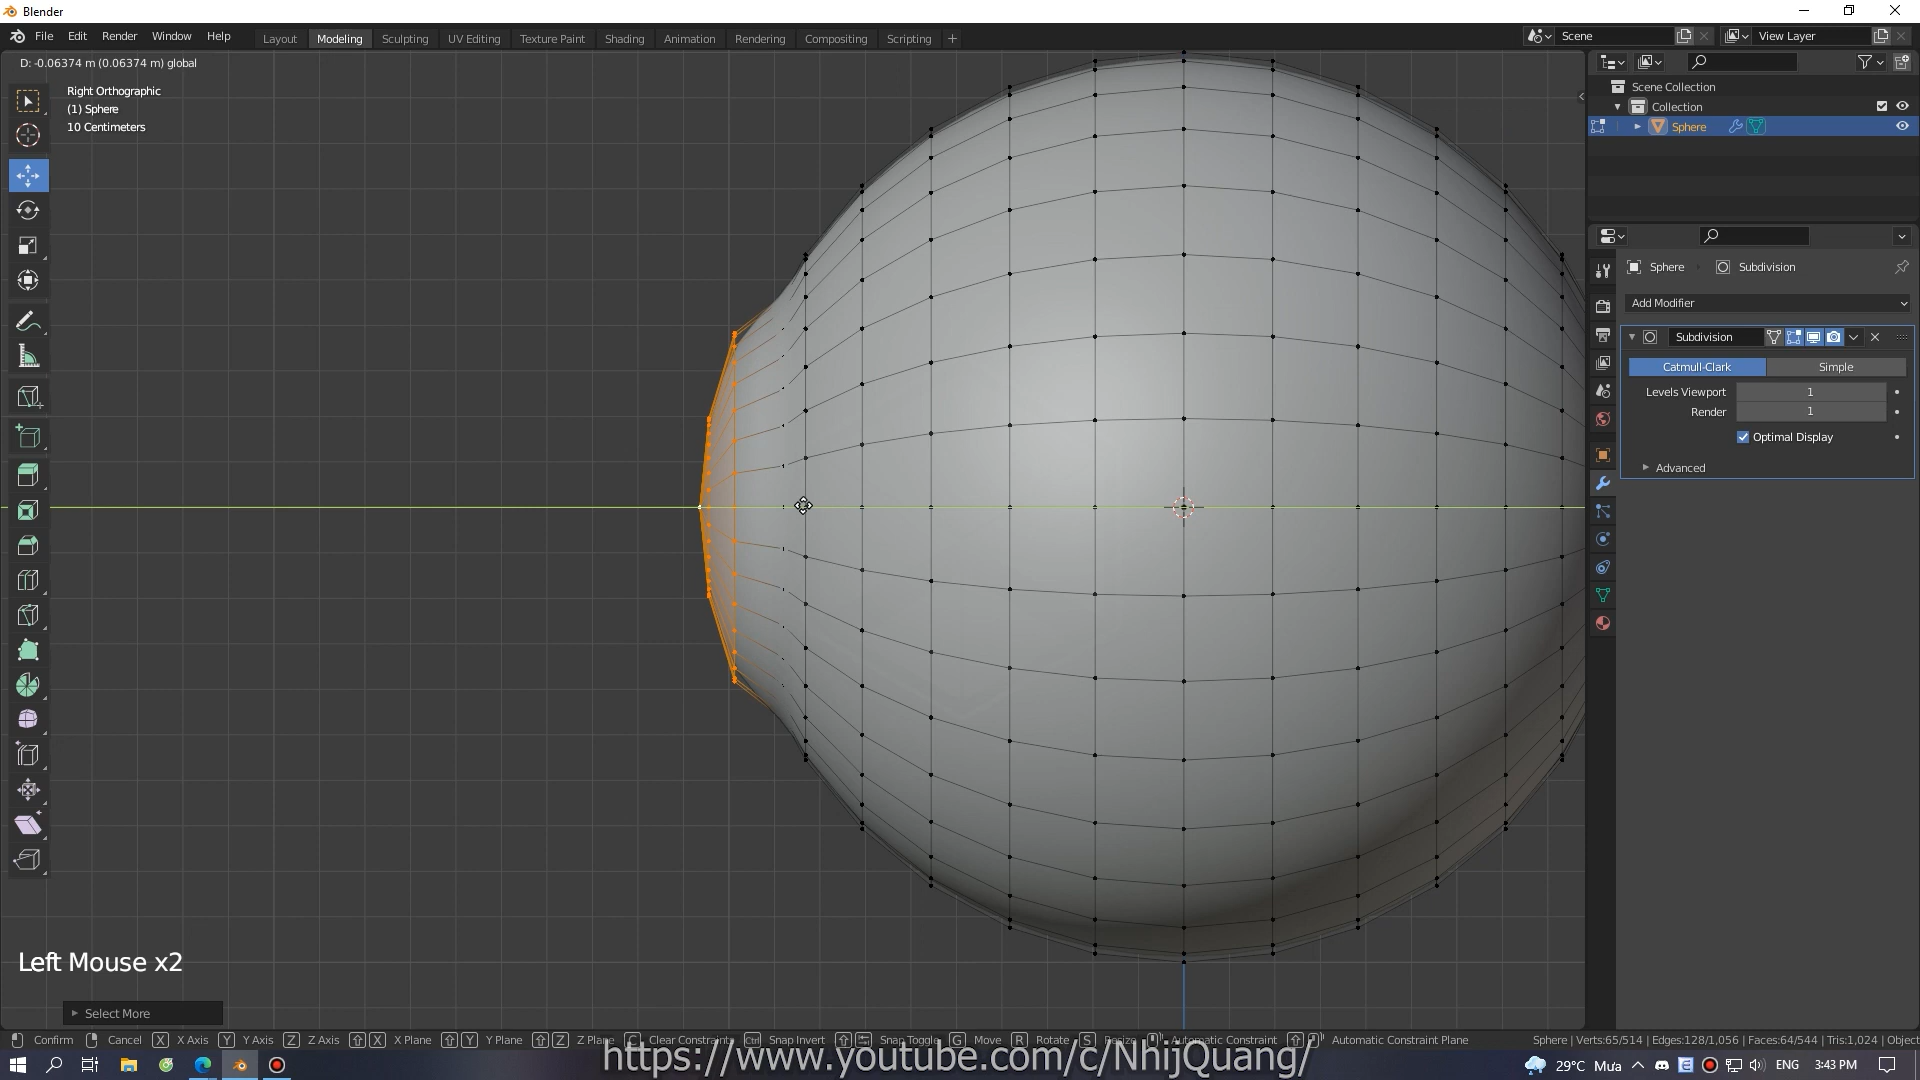 Blender
File Edit Render Window Help
Layout Modeling Sculpting UV Editing Texture Paint Shading Animation Rendering Compositing Scripting
Scene
View Layer
D: -0.06374 m (0.06374 m) global
Right Orthographic
(1) Sphere
10 Centimeters
Scene Collection
Collection
Sphere
Sphere Subdivision
Add Modifier
Subdivision
Catmull-Clark Simple
Levels Viewport 1
Render 1
Optimal Display
Advanced
Left Mouse x2
Select More
Confirm Cancel X X Axis Y Y Axis Z Z Axis X X Plane Y Y Plane Z Z Plane C Clear Constraints Ctrl Snap Invert Snap Toggle G Move R Rotate S Resize Automatic Constraint Automatic Constraint Plane
Sphere | Verts:65/514 | Edges:128/1,056 | Faces:64/544 | Tris:1,024 | Object
https://www.youtube.com/c/NhijQuang/
29°C Mưa ENG 3:43 PM